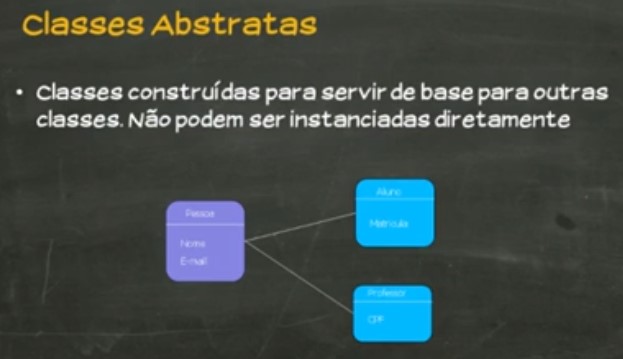 Classes Abstratas
• Classes construídas para servir de base para outras
classes. Não podem ser instanciadas diretamente
Pessoa
Nome
E-mail
Aluno
Matrícula
Professor
CPF